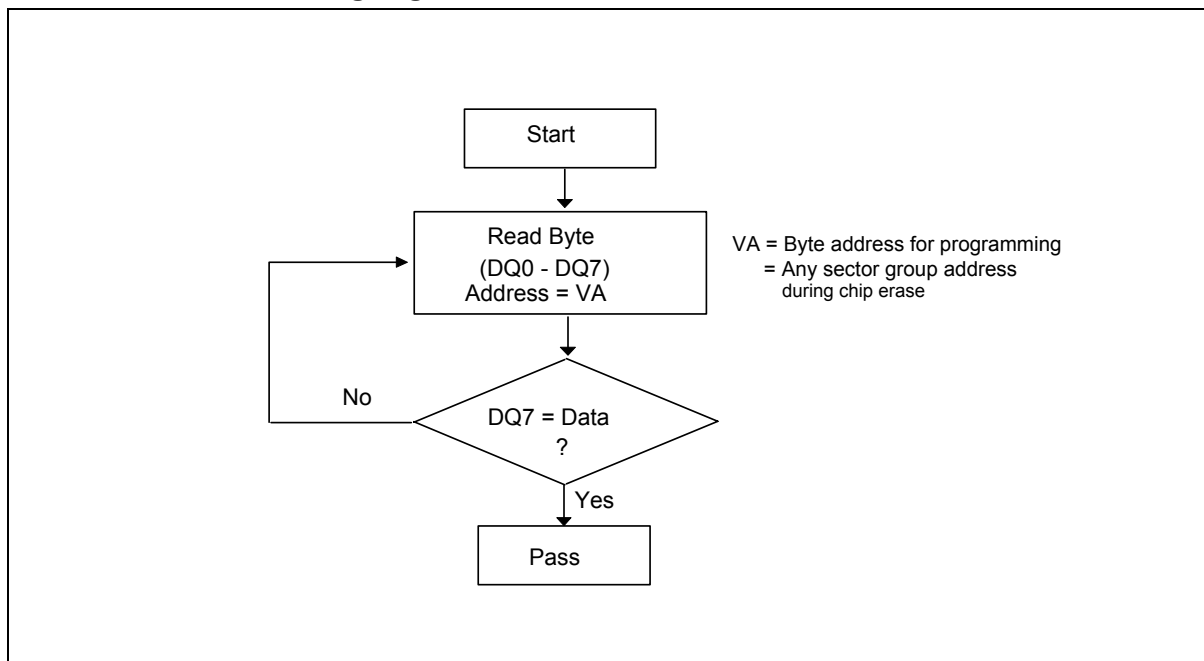 Start
Read Byte
(DQ0 - DQ7)
Address = VA
VA = Byte address for programming
= Any sector group address
during chip erase
No
DQ7 = Data
?
Yes
Pass